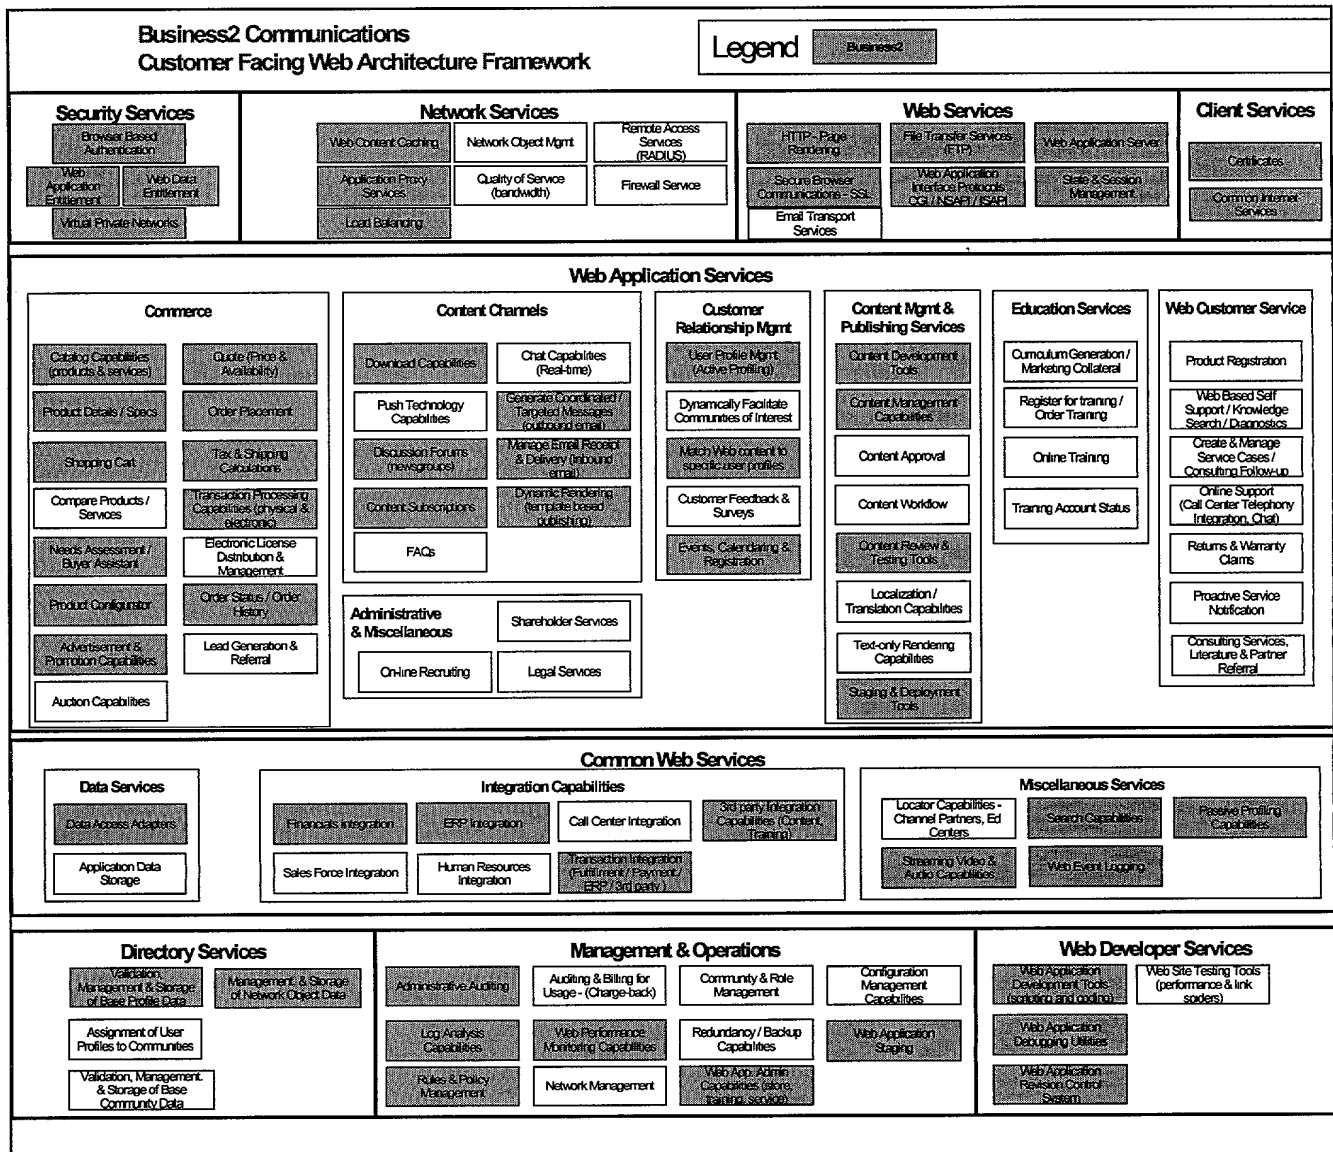 Business2 Communications
Customer Facing Web Architecture Framework
Legend
Business2
Security Services
Browser Based
Authentication
Web
Application
Entitlement
Web Data
Entitlement
Virtual Private Networks
Network Services
Web Content Caching
Network Object Mgmt
Remote Access
Services
(RADIUS)
Application Proxy
Services
Quality of Service
(bandwidth)
Firewall Service
Load Balancing
Web Services
HTTP - Page
Rendering
File Transfer Services
(FTP)
Web Application Server
Secure Browser
Communications - SSL
Web Application
Interface Protocols
CGI / NSAPI / ISAPI
State & Session
Management
Email Transport
Services
Client Services
Certificates
Common Internet
Services
Web Application Services
Commerce
Catalog Capabilities
(products & services)
Quote (Price &
Availability)
Product Details / Specs
Order Placement
Shopping Cart
Tax & Shipping
Calculations
Compare Products /
Services
Transaction Processing
Capabilities (physical &
electronic)
Needs Assessment /
Buyer Assistant
Electronic License
Distribution &
Management
Product Configurator
Order Status / Order
History
Advertisement &
Promotion Capabilities
Lead Generation &
Referral
Auction Capabilities
Content Channels
Download Capabilities
Chat Capabilities
(Real-time)
Push Technology
Capabilities
Generate Coordinated /
Targeted Messages
(outbound email)
Discussion Forums
(newsgroups)
Manage Email Receipt
& Delivery (Inbound
email)
Content Subscriptions
Dynamic Rendering
(template based
publishing)
FAQs
Administrative
& Miscellaneous
Shareholder Services
On-line Recruiting
Legal Services
Customer
Relationship Mgmt
User Profile Mgmt
(Active Profiling)
Dynamically Facilitate
Communities of Interest
Match Web content to
specific user profiles
Customer Feedback &
Surveys
Events, Calendaring &
Registration
Content Mgmt &
Publishing Services
Content Development
Tools
Content Management
Capabilities
Content Approval
Content Workflow
Content Review &
Testing Tools
Localization /
Translation Capabilities
Text-only Rendering
Capabilities
Staging & Deployment
Tools
Education Services
Curriculum Generation /
Marketing Collateral
Register for training /
Order Training
Online Training
Training Account Status
Web Customer Service
Product Registration
Web Based Self
Support / Knowledge
Search / Diagnostics
Create & Manage
Service Cases /
Consulting Follow-up
Online Support
(Call Center Telephony
Integration, Chat)
Returns & Warranty
Claims
Proactive Service
Notification
Consulting Services,
Literature & Partner
Referral
Common Web Services
Data Services
Data Access Adapters
Application Data
Storage
Integration Capabilities
Financials Integration
ERP Integration
Call Center Integration
3rd party Integration
Capabilities (Content,
Training)
Sales Force Integration
Human Resources
Integration
Transaction Integration
(Fulfillment / Payment /
ERP / 3rd party )
Miscellaneous Services
Locator Capabilities -
Channel Partners, Ed
Centers
Search Capabilities
Passive Profiling
Capabilities
Streaming Video &
Audio Capabilities
Web Event Logging
Directory Services
Validation,
Management & Storage
of Base Profile Data
Management. & Storage
of Network Object Data
Assignment of User
Profiles to Communities
Validation, Management.
& Storage of Base
Community Data
Management & Operations
Administrative Auditing
Auditing & Billing for
Usage - (Charge-back)
Community & Role
Management
Configuration
Management
Capabilities
Log Analysis
Capabilities
Web Performance
Monitoring Capabilities
Redundancy / Backup
Capabilities
Web Application
Staging
Rules & Policy
Management
Network Management
Web App. Admin
Capabilities (store,
training, service)
Web Developer Services
Web Application
Development Tools
(scripting and coding)
Web Site Testing Tools
(performance & link
spiders)
Web Application
Debugging Utilities
Web Application
Revision Control
System